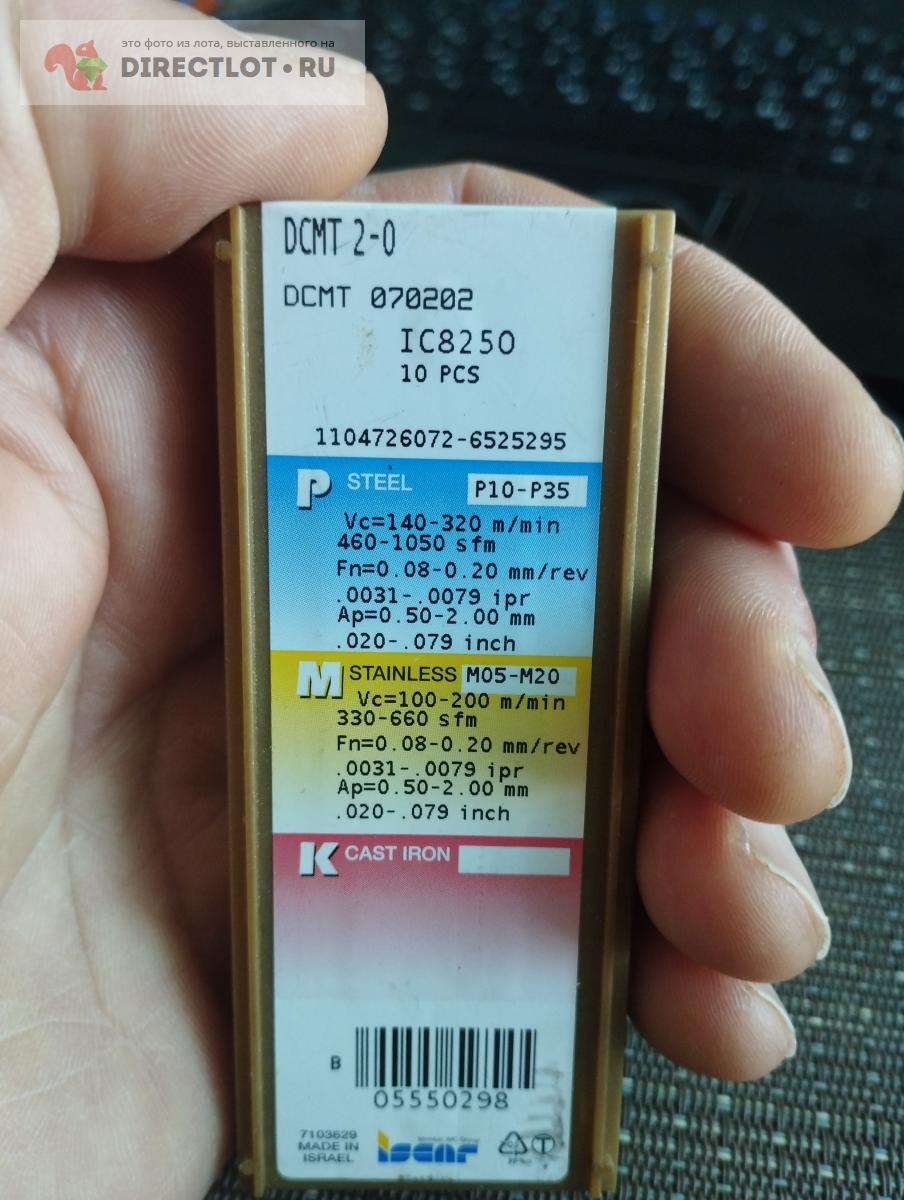 это фото из лота, выставленного на
DIRECTLOT.RU
DCMT 2-0
DCMT 070202
IC8250
10 PCS
1104726072-6525295
P STEEL P10-P35
Vc=140-320 m/min
460-1050 sfm
Fn=0.08-0.20 mm/rev
.0031-.0079 ipr
Ap=0.50-2.00 mm
.020-.079 inch
M STAINLESS M05-M20
Vc=100-200 m/min
330-660 sfm
Fn=0.08-0.20 mm/rev
.0031-.0079 ipr
Ap=0.50-2.00 mm
.020-.079 inch
K CAST IRON
B
05550298
7103629
MADE IN
ISRAEL
iscar